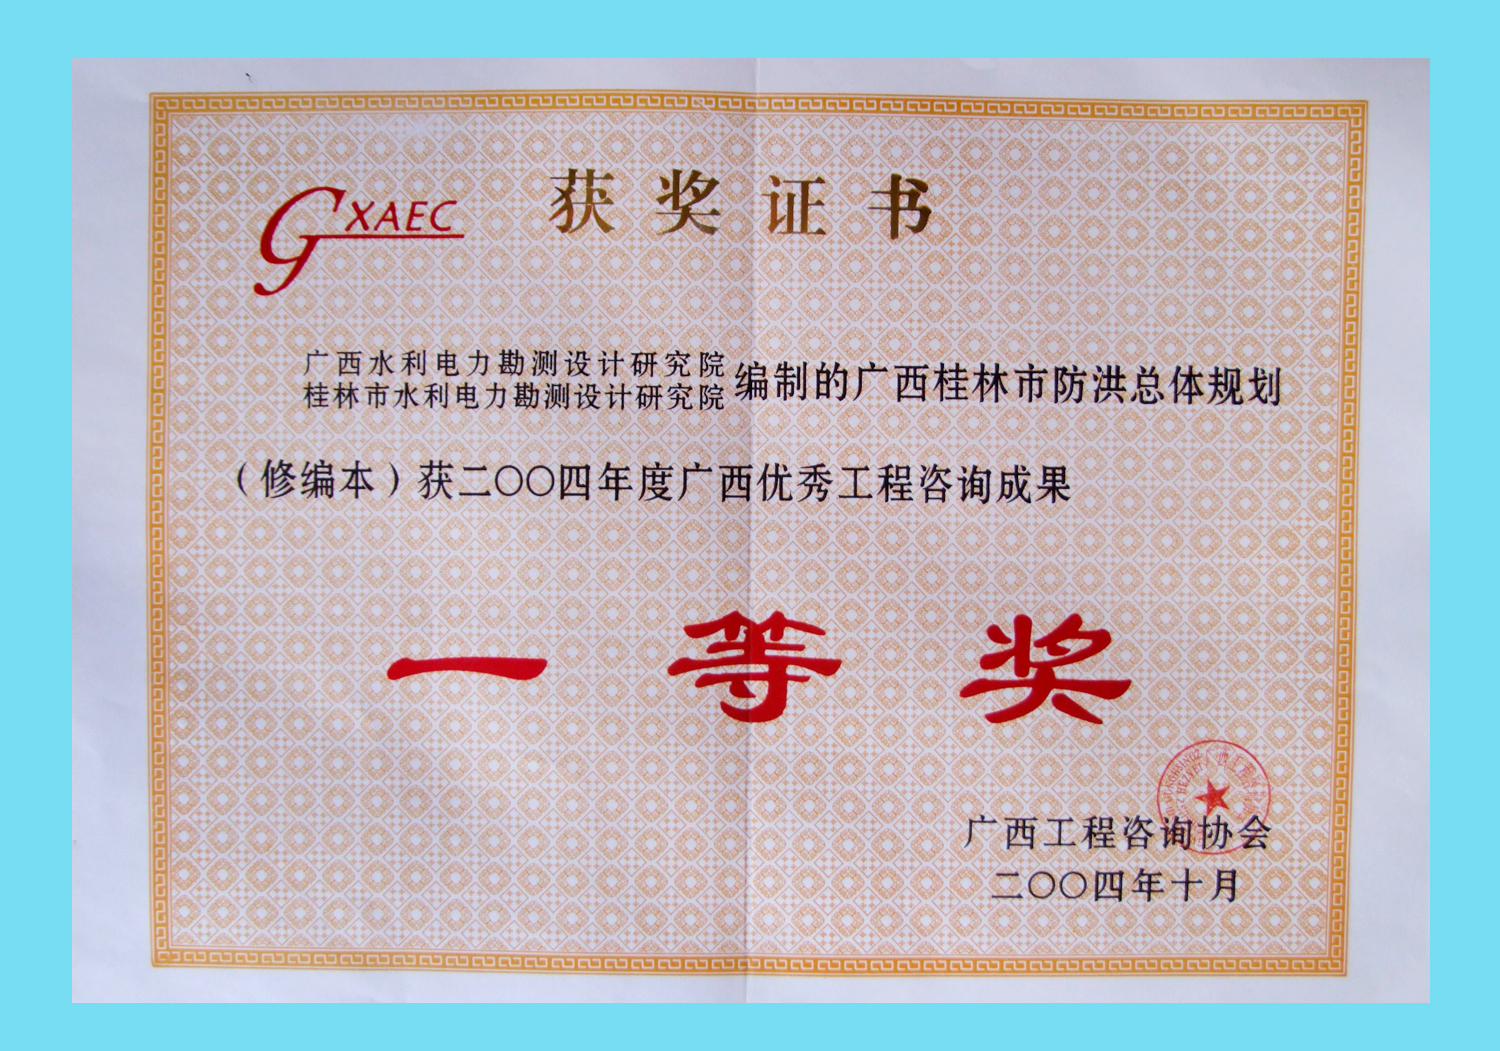 GXAEC
获奖证书
广西水利电力勘测设计研究院
桂林市水利电力勘测设计研究院
编制的广西桂林市防洪总体规划
（修编本）获二〇〇四年度广西优秀工程咨询成果
一等奖
广西工程咨询协会
二〇〇四年十月